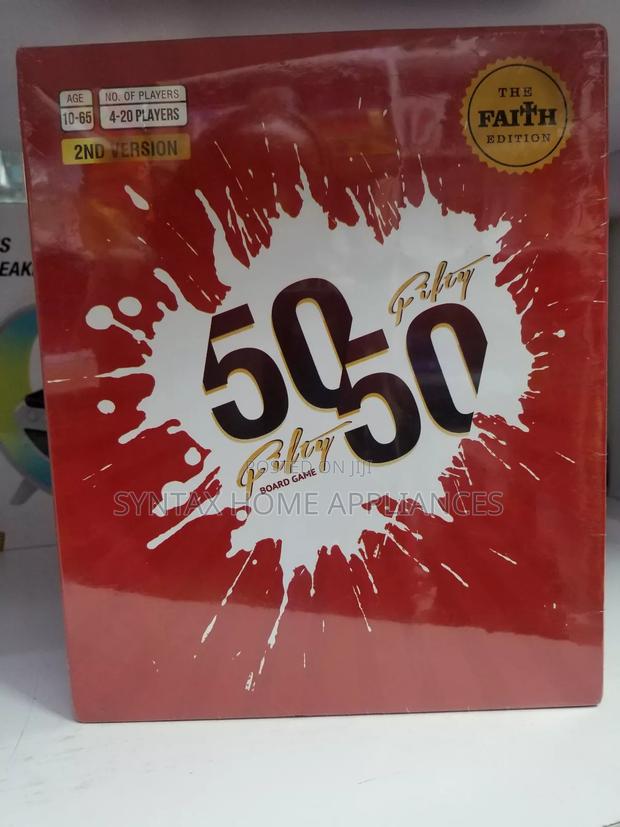 AGE
10-65
NO. OF PLAYERS
4-20 PLAYERS
2ND VERSION
THE
FAITH
EDITION
50
Fifty
50
Fifty
BOARD GAME
POSTED ON JIJI
SYNTAX HOME APPLIANCES
S
EAK